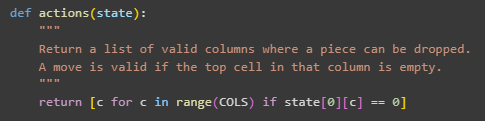 def actions(state):
    """
    Return a list of valid columns where a piece can be dropped.
    A move is valid if the top cell in that column is empty.
    """
    return [c for c in range(COLS) if state[0][c] == 0]